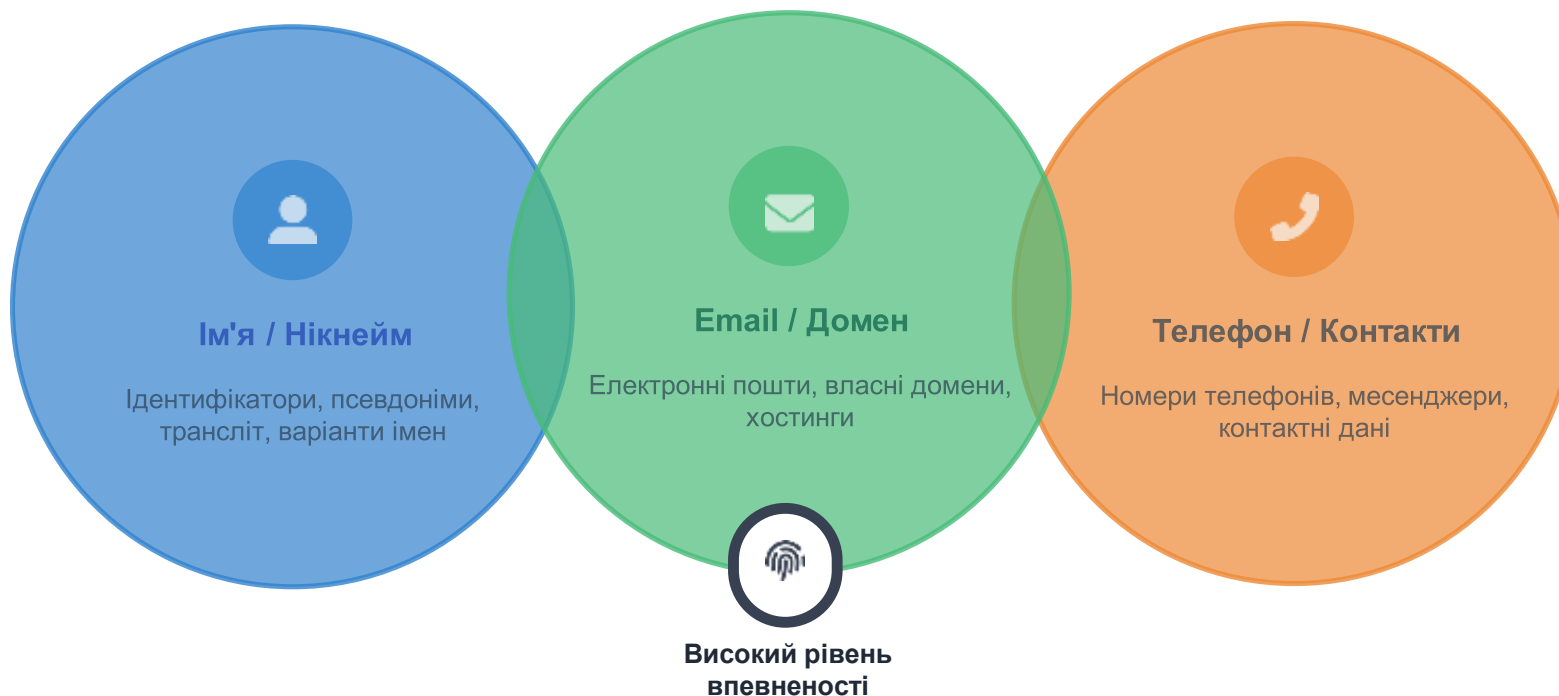 Ім'я / Нікнейм
Ідентифікатори, псевдоніми,
трансліт, варіанти імен
Email / Домен
Електронні пошти, власні домени,
хостинги
Телефон / Контакти
Номери телефонів, месенджери,
контактні дані
Високий рівень
впевненості